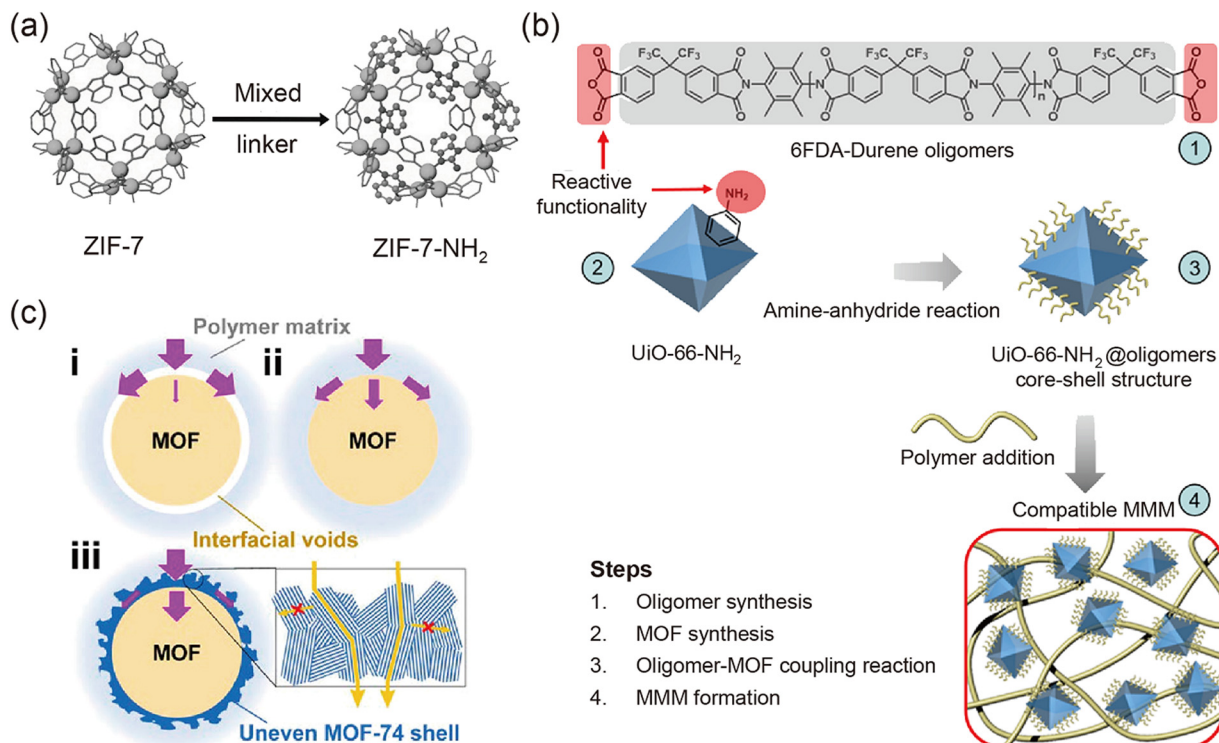 (a)
Mixed
linker
ZIF-7
ZIF-7-NH₂
(b)
F₃C CF₃ F₃C CF₃ F₃C CF₃
O O O O O O O O
O N N N N O
n
O O O O O O O O
6FDA-Durene oligomers
1
Reactive
functionality
NH₂
2
3
Amine-anhydride reaction
UiO-66-NH₂
UiO-66-NH₂@oligomers
core-shell structure
Polymer addition
4
Compatible MMM
Steps
1. Oligomer synthesis
2. MOF synthesis
3. Oligomer-MOF coupling reaction
4. MMM formation
(c)
Polymer matrix
i
ii
MOF
MOF
Interfacial voids
iii
MOF
Uneven MOF-74 shell